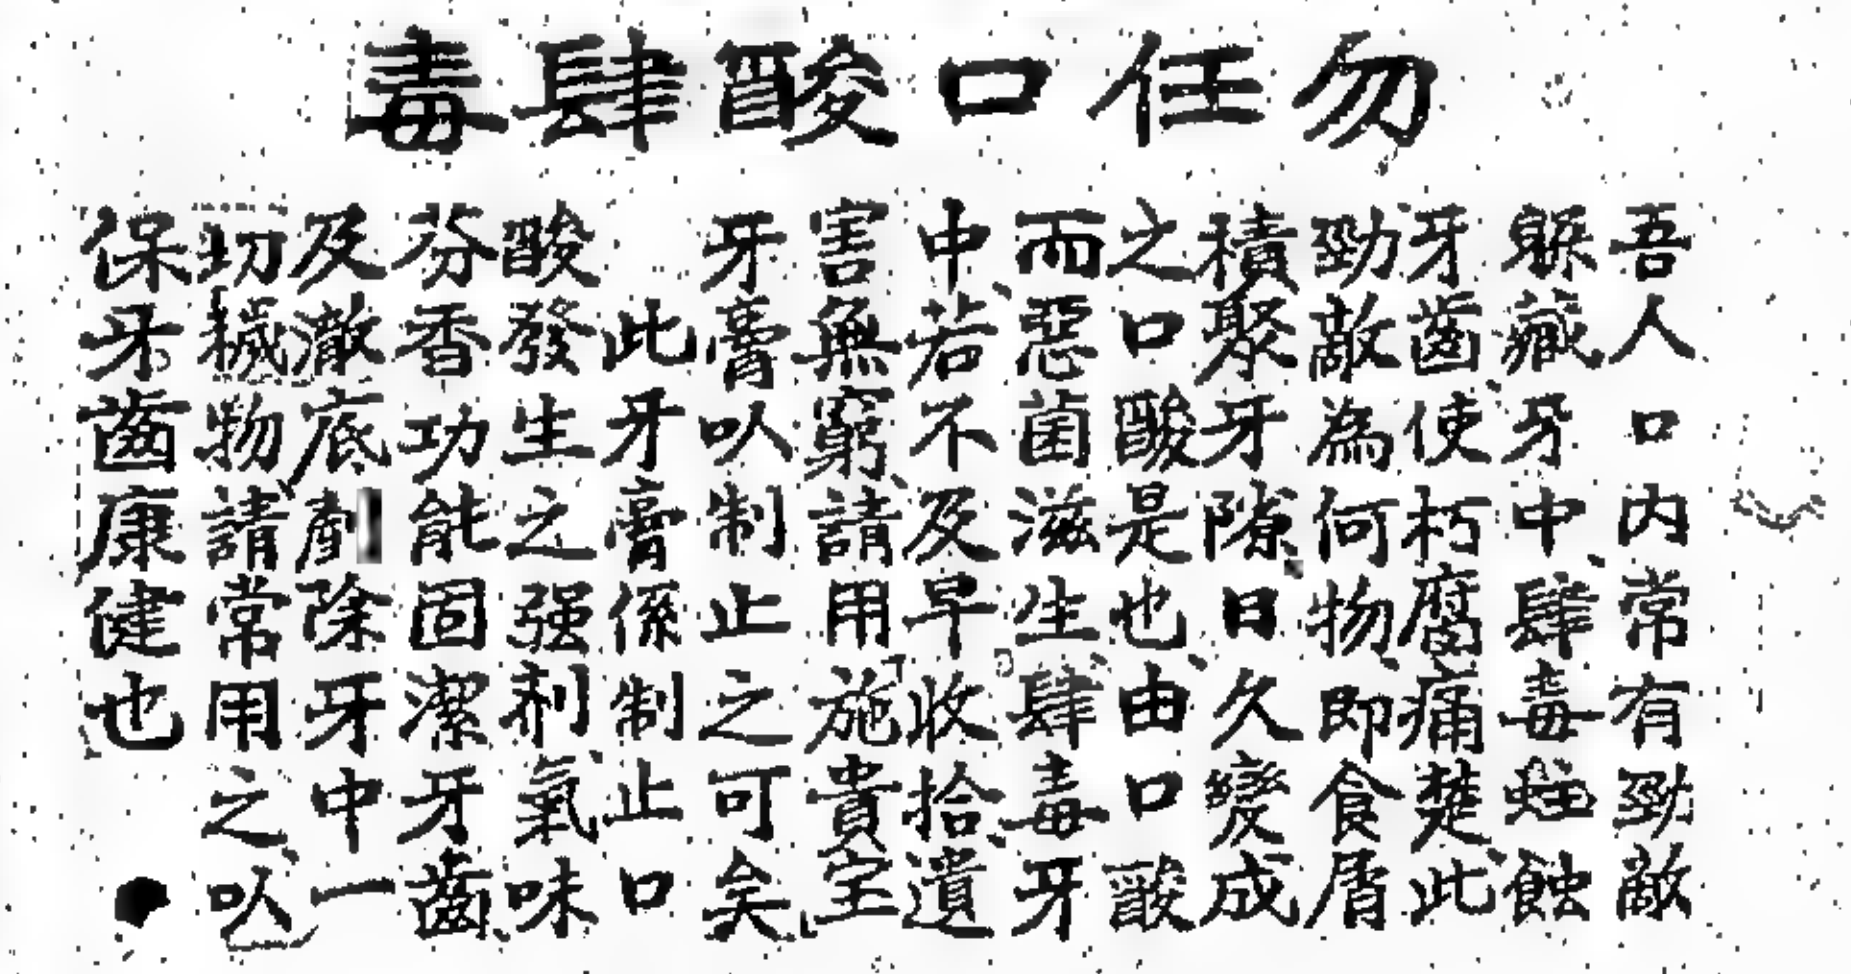 勿任口酸肆毒
吾人口內常有勁敵
躲藏牙中肆毒蛀蝕
牙齒使朽腐痛楚此
勁敵為何物即食屑
積聚牙隙日久變成
之口酸是也由口酸
而惡菌滋生肆毒牙
中若不及早收拾遺
害無窮請用施貴宝
牙膏以制止之可矣
此牙膏係制止口
酸發生之强剂氣味
芬香功能固潔牙齒
及澈底剷除牙中一
切穢物請常用之以
保牙齒康健也